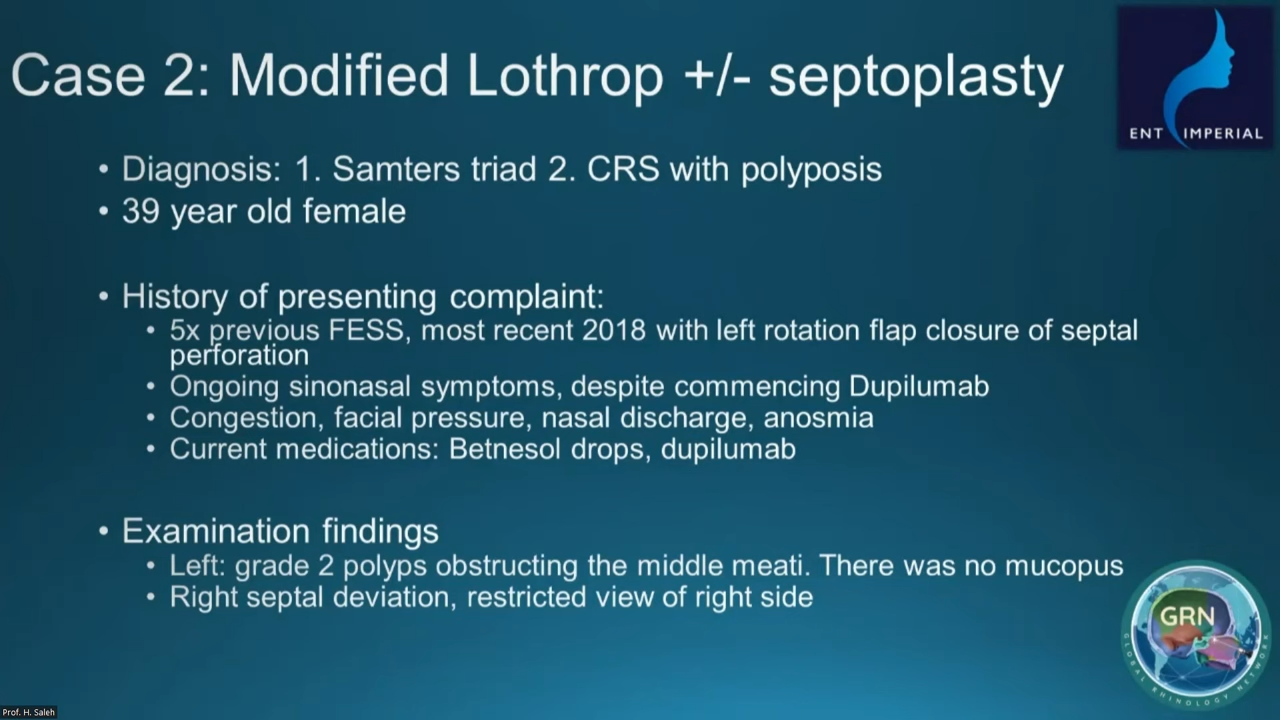 Case 2: Modified Lothrop +/- septoplasty
ENT IMPERIAL
• Diagnosis: 1. Samters triad 2. CRS with polyposis
• 39 year old female
• History of presenting complaint:
• 5x previous FESS, most recent 2018 with left rotation flap closure of septal
perforation
• Ongoing sinonasal symptoms, despite commencing Dupilumab
• Congestion, facial pressure, nasal discharge, anosmia
• Current medications: Betnesol drops, dupilumab
• Examination findings
• Left: grade 2 polyps obstructing the middle meati. There was no mucopus
• Right septal deviation, restricted view of right side
GRN
GLOBAL RHINOLOGY NETWORK
Prof. H. Saleh